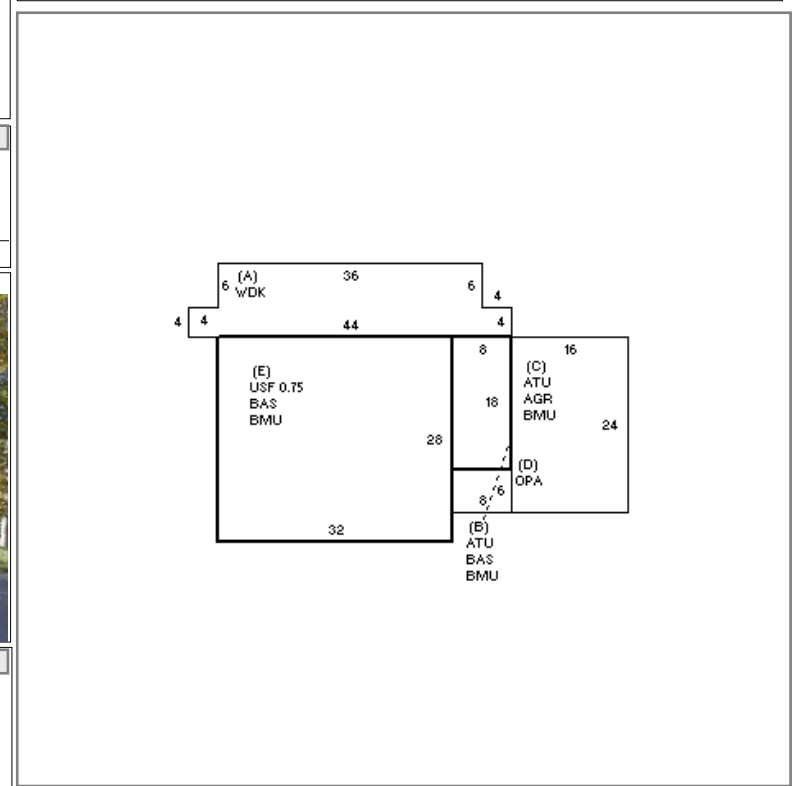 36
6 (A) 6
WDK
4
4 4 44 4
8 16
(E) (C)
USF 0.75 ATU
BAS 18 AGR
BMU BMU
28 24
(D)
OPA
6
8
32 (B)
ATU
BAS
BMU